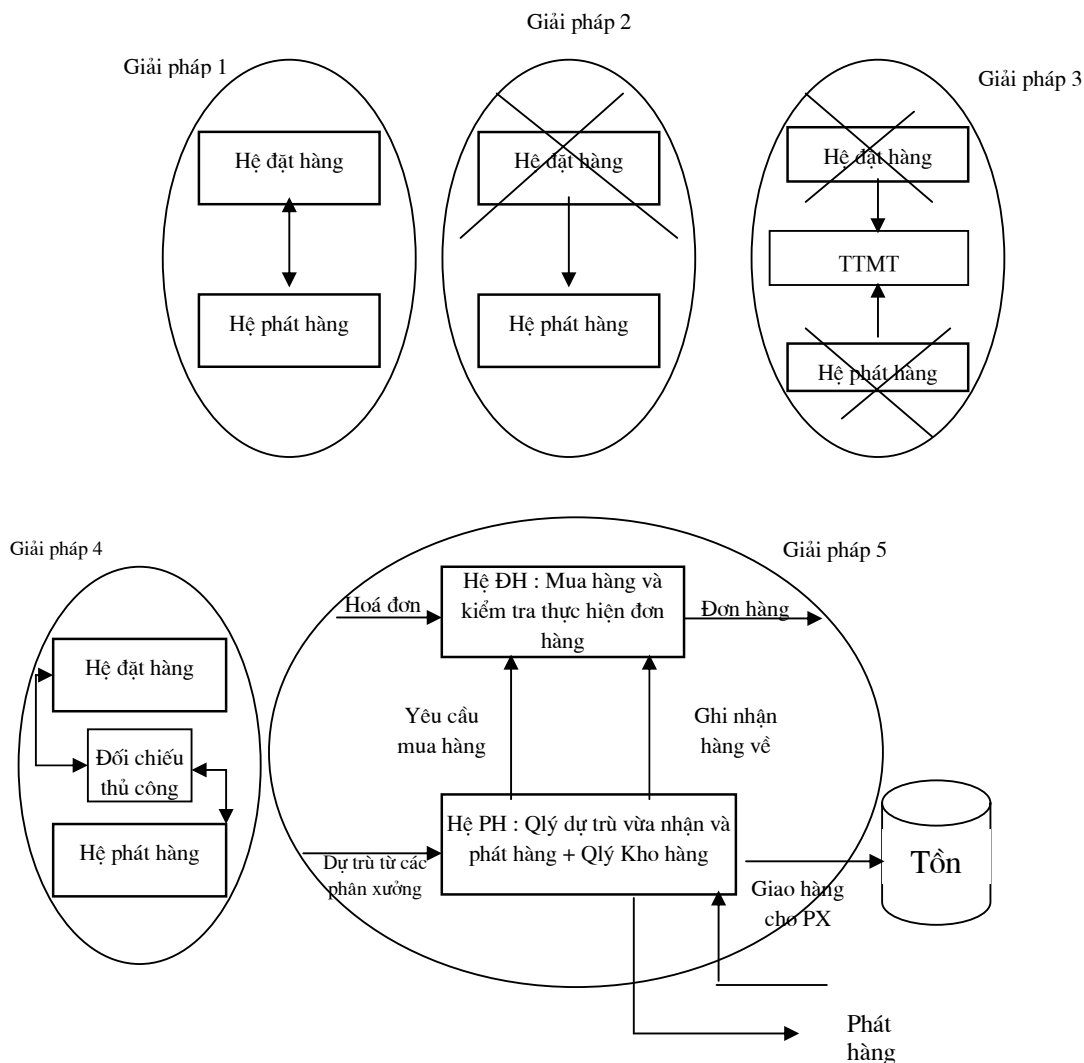 Giải pháp 1
Hệ đặt hàng
Hệ phát hàng
Giải pháp 2
Hệ đặt hàng
Hệ phát hàng
Giải pháp 3
Hệ đặt hàng
TTMT
Hệ phát hàng
Giải pháp 4
Hệ đặt hàng
Đối chiếu
thủ công
Hệ phát hàng
Giải pháp 5
Hoá đơn
Hệ ĐH : Mua hàng và
kiểm tra thực hiện đơn
hàng
Đơn hàng
Yêu cầu
mua hàng
Ghi nhận
hàng về
Dự trù từ các
phân xưởng
Hệ PH : Qlý dự trù vừa nhận và
phát hàng + Qlý Kho hàng
Giao hàng
cho PX
Tồn
Phát
hàng